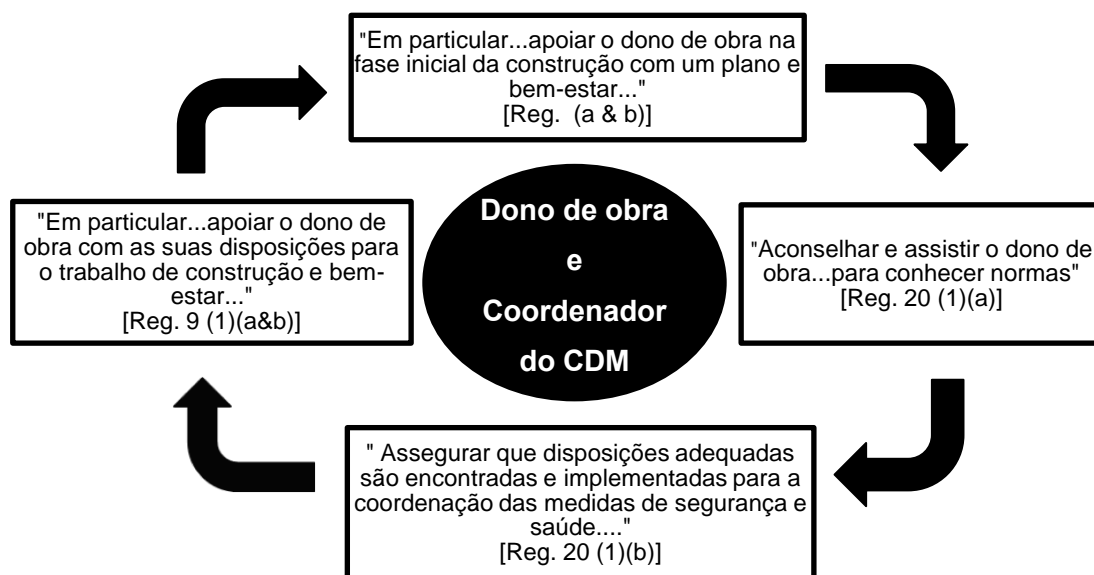 "Em particular...apoiar o dono de obra na
fase inicial da construção com um plano e
bem-estar..."
[Reg.  (a & b)]
"Aconselhar e assistir o dono de
obra...para conhecer normas"
[Reg. 20 (1)(a)]
" Assegurar que disposições adequadas
são encontradas e implementadas para a
coordenação das medidas de segurança e
saúde...."
[Reg. 20 (1)(b)]
"Em particular...apoiar o dono de
obra com as suas disposições para
o trabalho de construção e bem-
estar..."
[Reg. 9 (1)(a&b)]
Dono de obra
e
Coordenador
do CDM